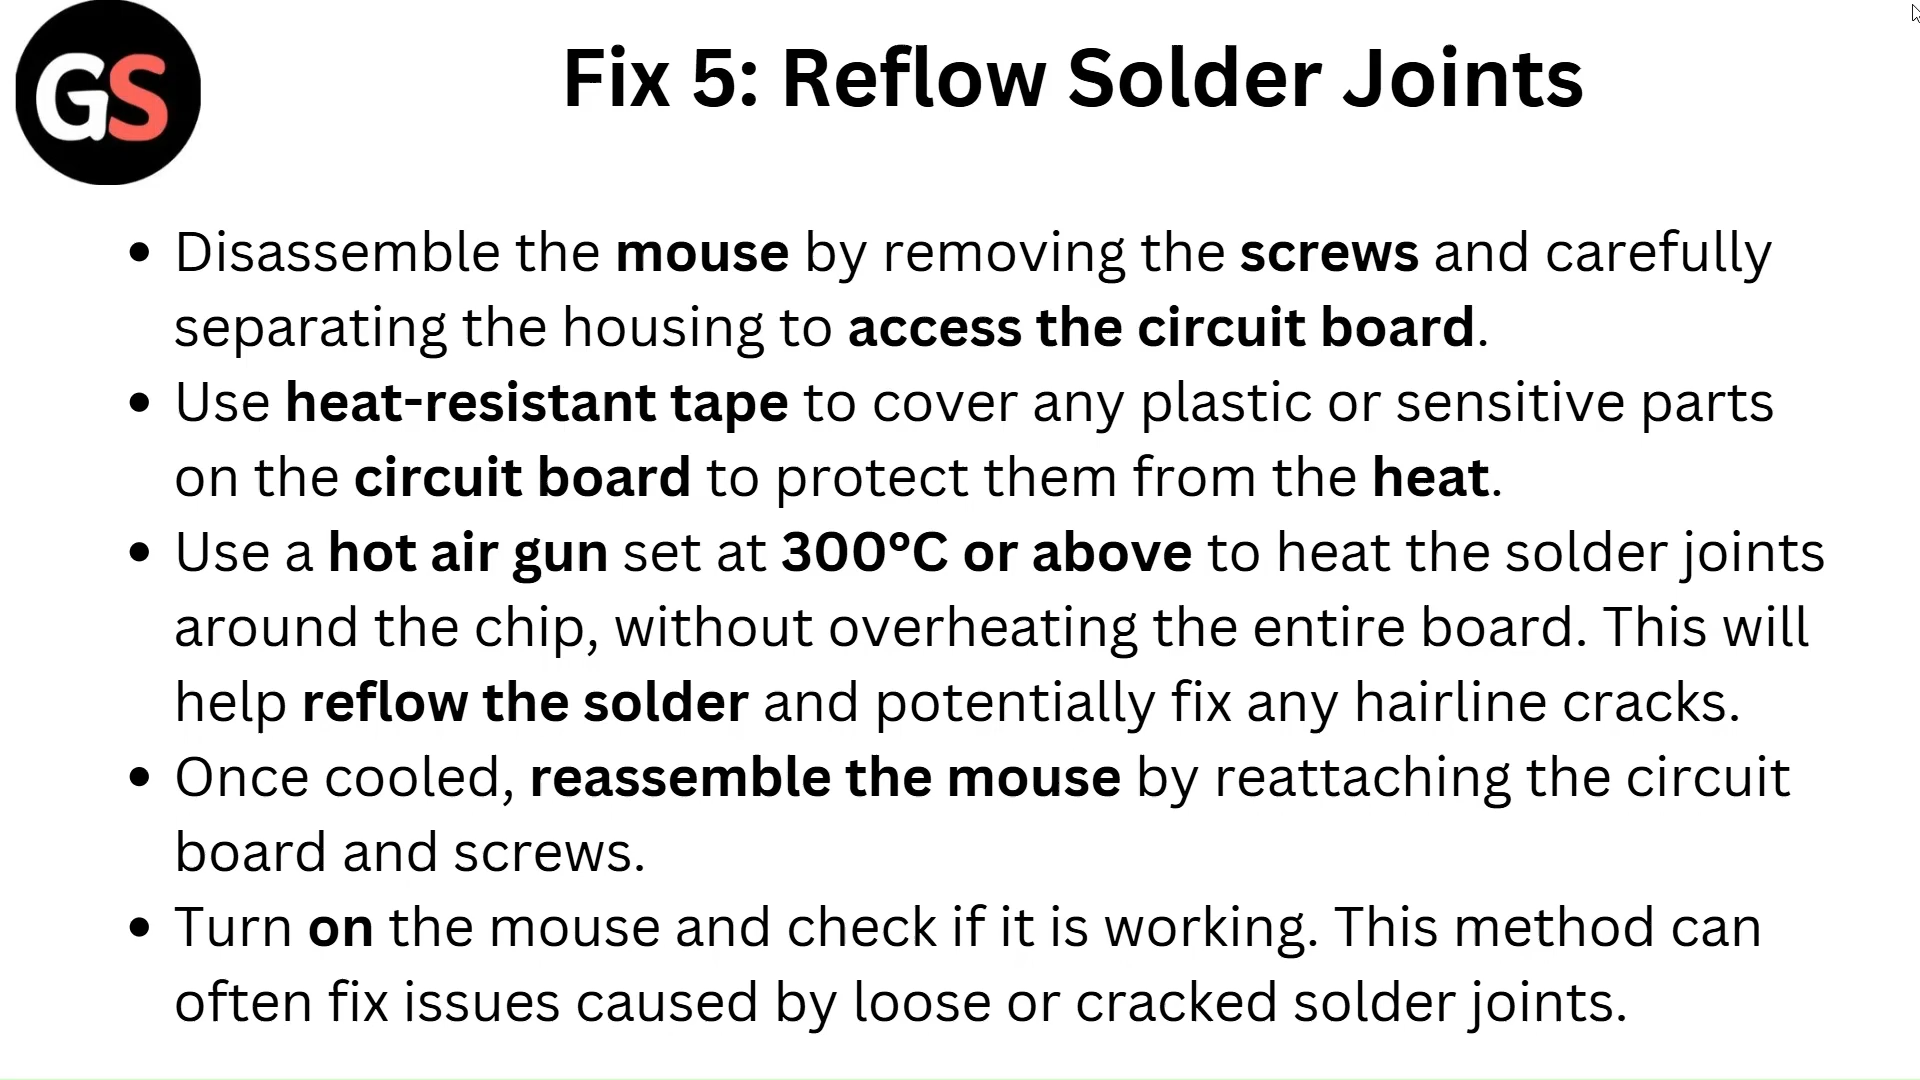 GS
Fix 5: Reflow Solder Joints
• Disassemble the mouse by removing the screws and carefully
separating the housing to access the circuit board.
• Use heat-resistant tape to cover any plastic or sensitive parts
on the circuit board to protect them from the heat.
• Use a hot air gun set at 300°C or above to heat the solder joints
around the chip, without overheating the entire board. This will
help reflow the solder and potentially fix any hairline cracks.
• Once cooled, reassemble the mouse by reattaching the circuit
board and screws.
• Turn on the mouse and check if it is working. This method can
often fix issues caused by loose or cracked solder joints.